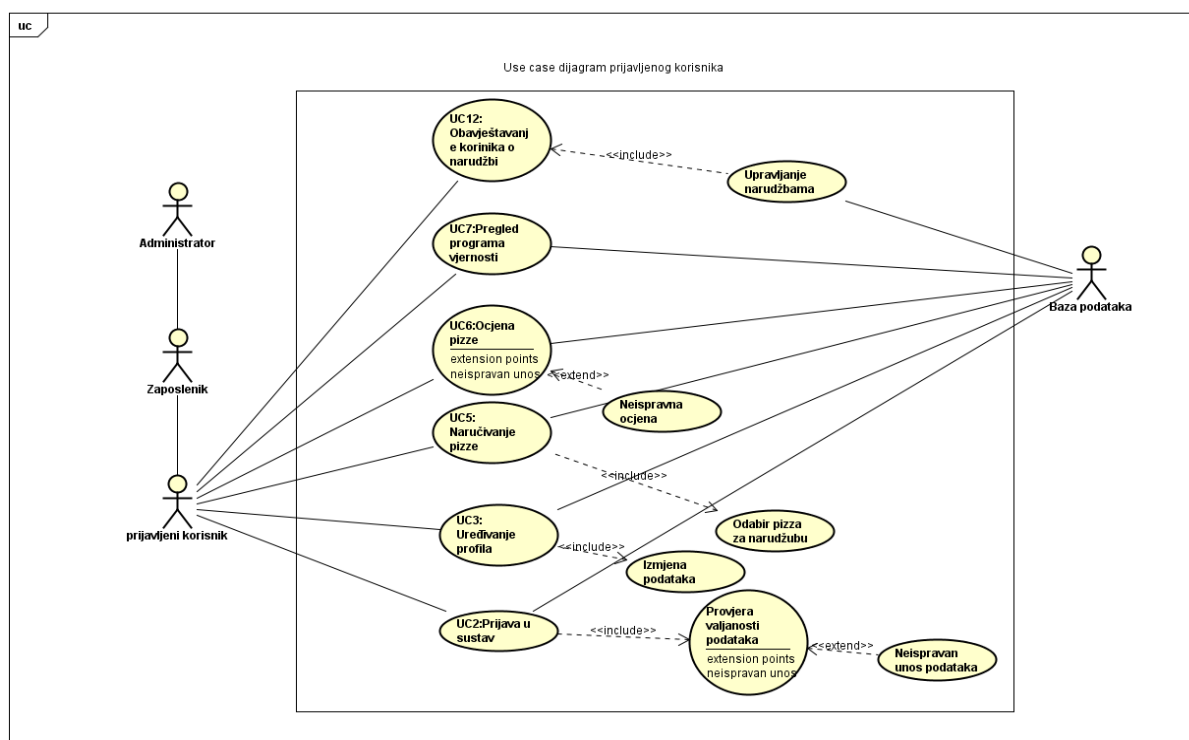 uc
Use case dijagram prijavljenog korisnika
UC12:
Obavještavanj
e korinika o
narudžbi
<<include>>
Upravljanje
narudžbama
Administrator
UC7:Pregled
programa
vjernosti
Baza podataka
UC6:Ocjena
pizze
extension points
neispravan unos
<<extend>>
Neispravna
ocjena
Zaposlenik
UC5:
Naručivanje
pizze
<<include>>
Odabir pizza
za narudžubu
prijavljeni korisnik
UC3:
Uređivanje
profila
<<include>>
Izmjena
podataka
UC2:Prijava u
sustav
<<include>>
Provjera
valjanosti
podataka
extension points
neispravan unos
<<extend>>
Neispravan
unos podataka